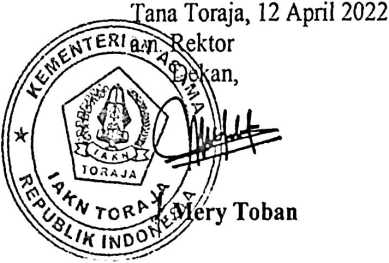 Tana Toraja, 12 April 2022
a.n. Rektor
Dekan,
KEMENTERIAN AGAMA
IAKN
TORAJA
IAKN TORAJA
REPUBLIK INDONESIA
Mery Toban